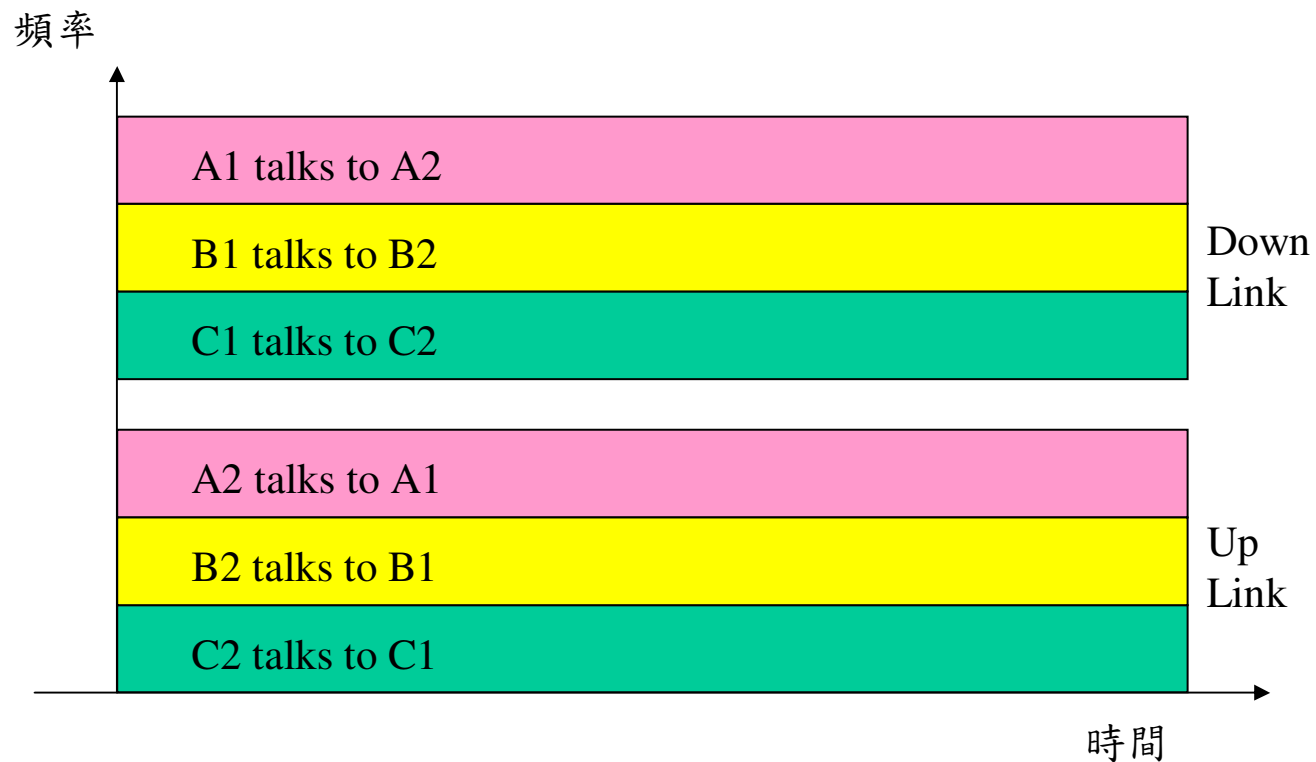 頻率
A1 talks to A2
B1 talks to B2
C1 talks to C2
Down
Link
A2 talks to A1
B2 talks to B1
C2 talks to C1
Up
Link
時間